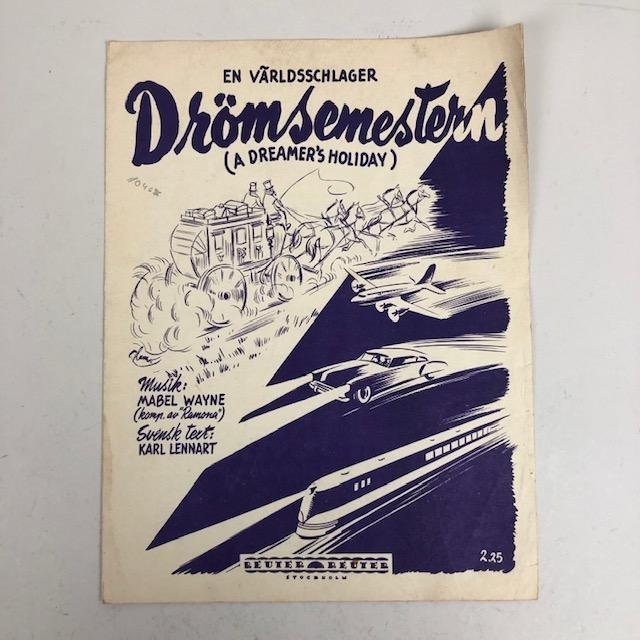 EN VÄRLDSSCHLAGER
Drömsemestern
(A DREAMER'S HOLIDAY)
Musik:
MABEL WAYNE
(komp. av "Ramona")
Svensk text:
KARL LENNART
2.25
REUTER REUTER
STOCKHOLM